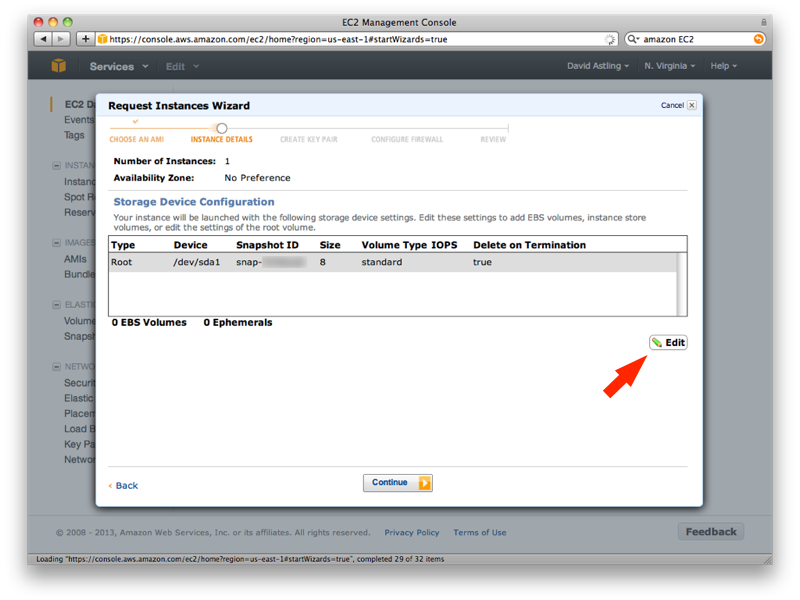 EC2 Management Console
https://console.aws.amazon.com/ec2/home?region=us-east-1#startWizards=true
amazon EC2
Services Edit David Astling N. Virginia Help
EC2 Da
Events
Tags
INSTAN
Instanc
Spot R
Reserv
IMAGES
AMIs
Bundle
ELASTI
Volume
Snapsh
NETWO
Securit
Elastic
Placem
Load B
Key Pa
Networ
Request Instances Wizard Cancel
CHOOSE AN AMI INSTANCE DETAILS CREATE KEY PAIR CONFIGURE FIREWALL REVIEW
Number of Instances: 1
Availability Zone: No Preference
Storage Device Configuration
Your instance will be launched with the following storage device settings. Edit these settings to add EBS volumes, instance store
volumes, or edit the settings of the root volume.
Type Device Snapshot ID Size Volume Type IOPS Delete on Termination
Root /dev/sda1 snap- 8 standard true
0 EBS Volumes 0 Ephemerals
Edit
‹ Back Continue
© 2008 - 2013, Amazon Web Services, Inc. or its affiliates. All rights reserved. Privacy Policy Terms of Use Feedback
Loading "https://console.aws.amazon.com/ec2/home?region=us-east-1#startWizards=true", completed 29 of 32 items